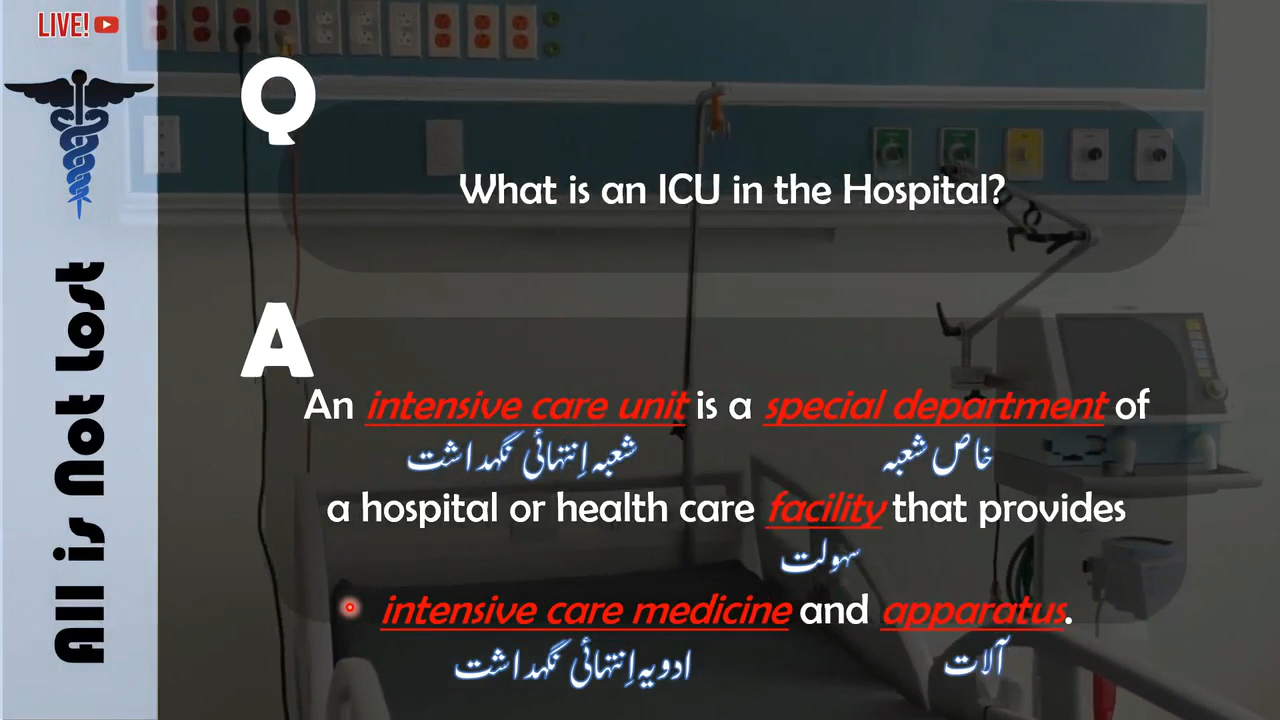 LIVE!
All is Not Lost
Q
What is an ICU in the Hospital?
A
An intensive care unit is a special department of
شعبہ اِنتہائی نگہداشت خاص شعبہ
a hospital or health care facility that provides
سہولت
intensive care medicine and apparatus.
ادویہ اِنتہائی نگہداشت آلات